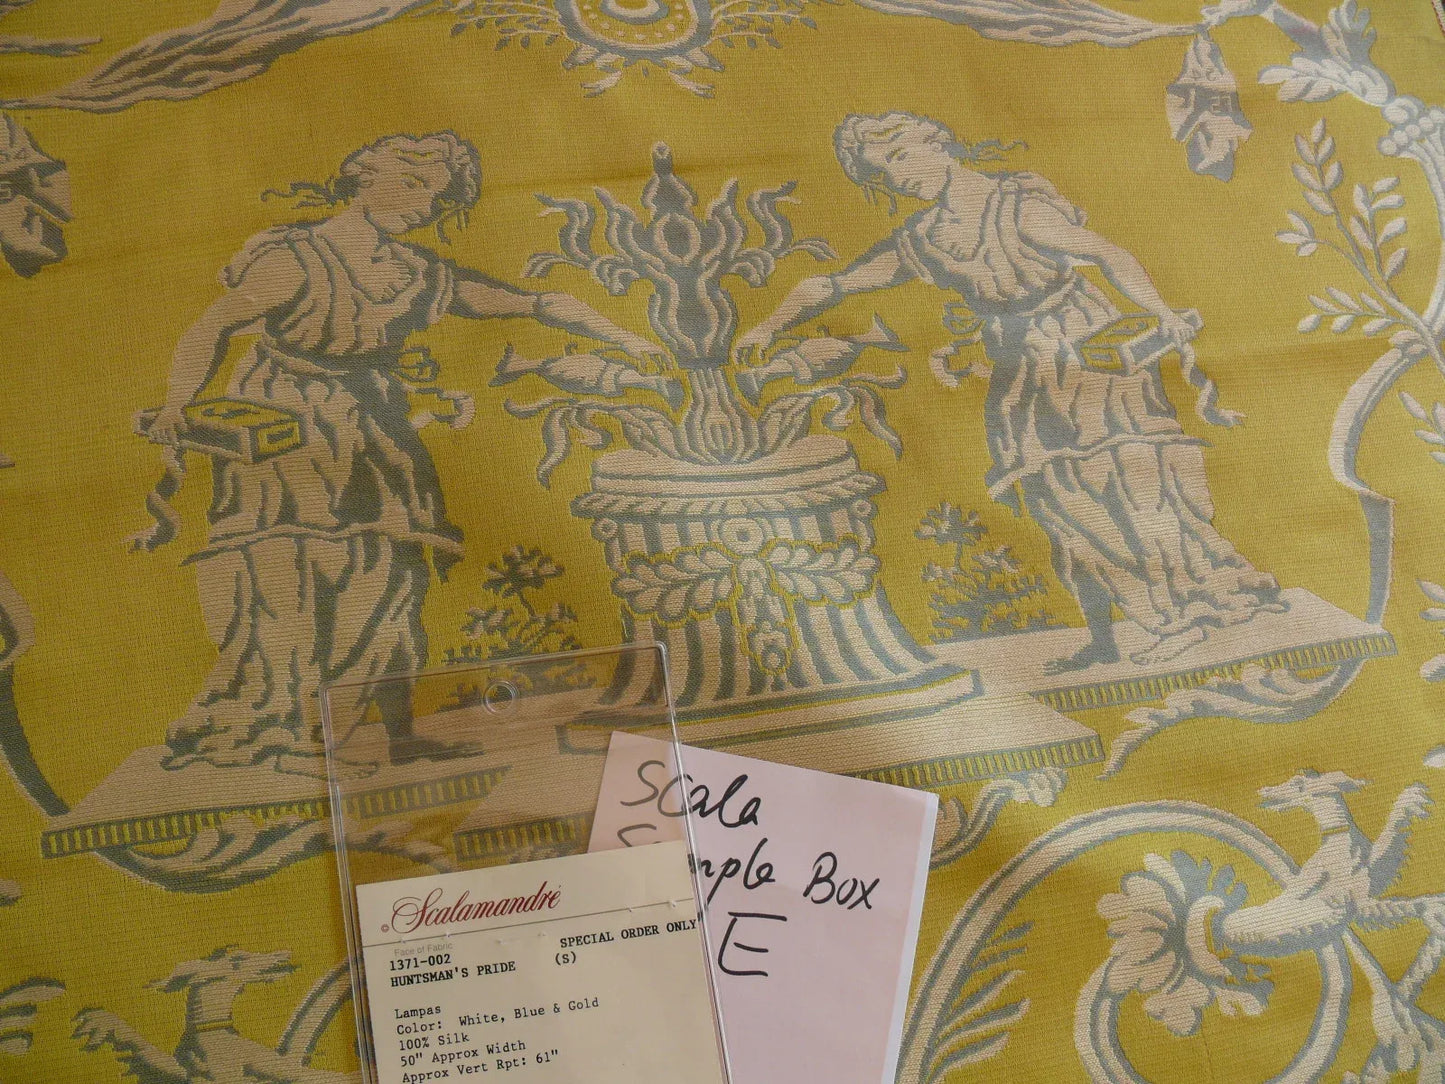 Scala
Sample Box
E
© Scalamandré
Face of Fabric
SPECIAL ORDER ONLY"
1371-002 (S)
HUNTSMAN'S PRIDE
Lampas
Color: White, Blue & Gold
100% Silk
50" Approx Width
Approx Vert Rpt: 61"